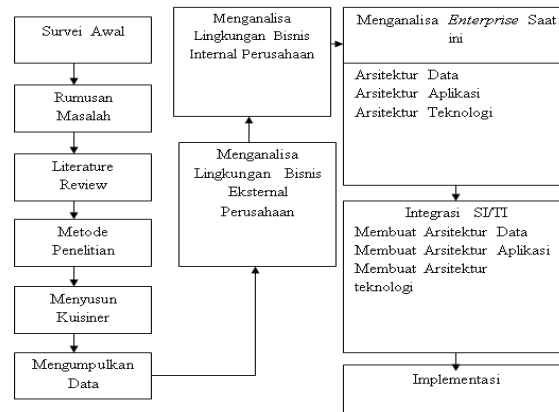 Survei Awal
Rumusan
Masalah
Literature
Review
Metode
Penelitian
Menyusun
Kuisiner
Mengumpulkan
Data
Menganalisa
Lingkungan Bisnis
Eksternal
Perusahaan
Menganalisa
Lingkungan Bisnis
Internal Perusahaan
Menganalisa Enterprise Saat
ini
Arsitektur Data
Arsitektur Aplikasi
Arsitektur Teknologi
Integrasi SI/TI
Membuat Arsitektur Data
Membuat Arsitektur Aplikasi
Membuat Arsitektur
teknologi
Implementasi